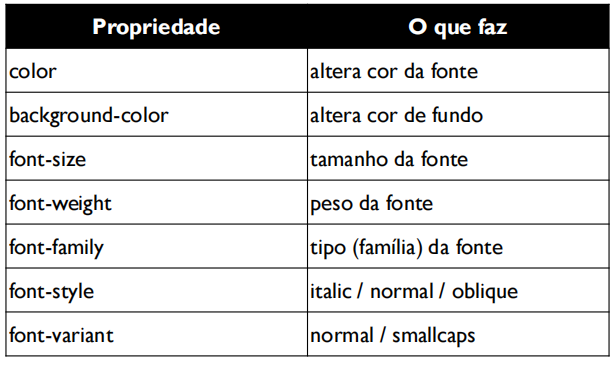 Propriedade O que faz
color altera cor da fonte
background-color altera cor de fundo
font-size tamanho da fonte
font-weight peso da fonte
font-family tipo (família) da fonte
font-style italic / normal / oblique
font-variant normal / smallcaps